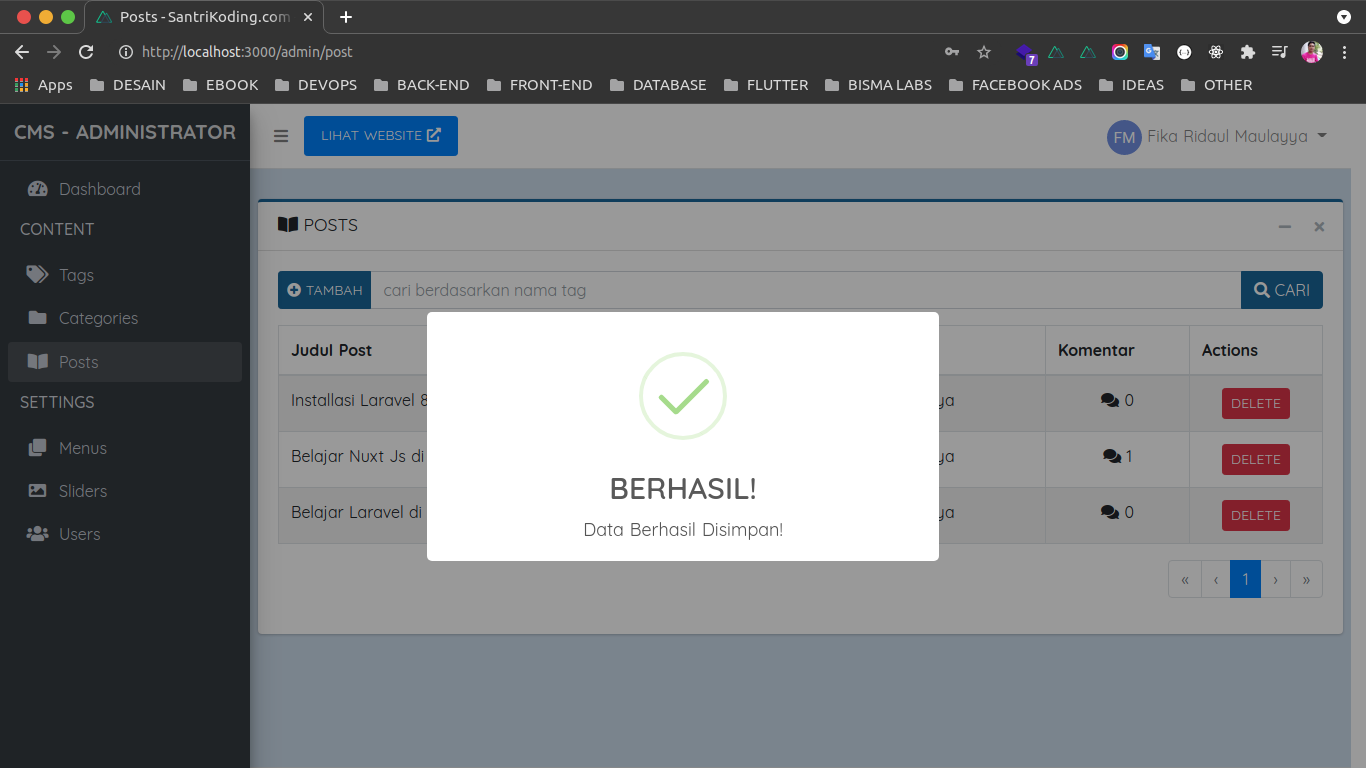 Posts - SantriKoding.com
http://localhost:3000/admin/post
7
Apps DESAIN EBOOK DEVOPS BACK-END FRONT-END DATABASE FLUTTER BISMA LABS FACEBOOK ADS IDEAS OTHER
CMS - ADMINISTRATOR
LIHAT WEBSITE
FM Fika Ridaul Maulayya
Dashboard
CONTENT
Tags
Categories
Posts
SETTINGS
Menus
Sliders
Users
POSTS
TAMBAH cari berdasarkan nama tag CARI
Judul Post Komentar Actions
Installasi Laravel 8 ya 0 DELETE
Belajar Nuxt Js di ya 1 DELETE
Belajar Laravel di ya 0 DELETE
« ‹ 1 › »
BERHASIL!
Data Berhasil Disimpan!